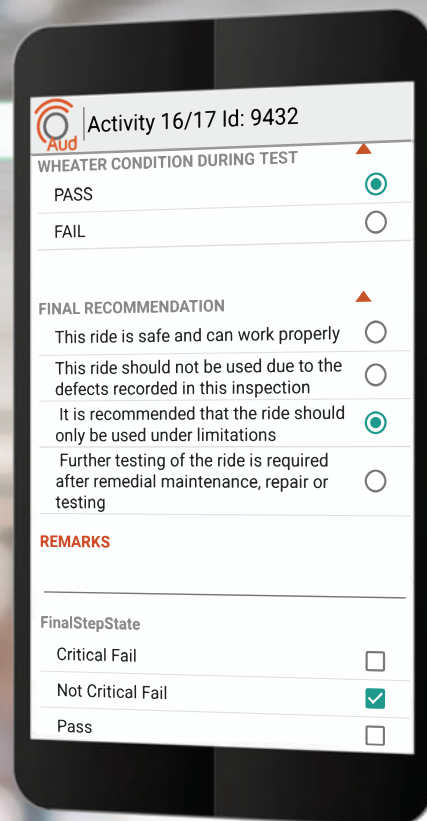 Aud
Activity 16/17 Id: 9432
WHEATER CONDITION DURING TEST
PASS
FAIL
FINAL RECOMMENDATION
This ride is safe and can work properly
This ride should not be used due to the
defects recorded in this inspection
It is recommended that the ride should
only be used under limitations
Further testing of the ride is required
after remedial maintenance, repair or
testing
REMARKS
FinalStepState
Critical Fail
Not Critical Fail
Pass